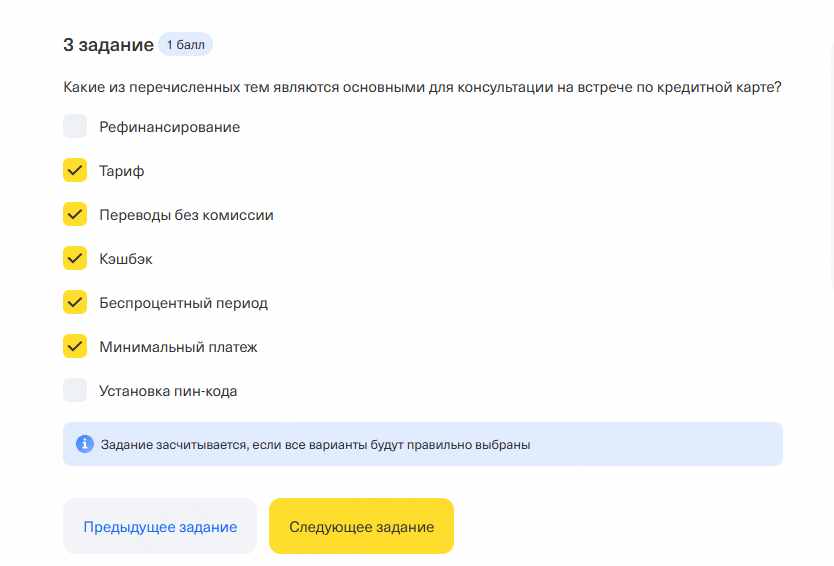 3 задание 1 балл
Какие из перечисленных тем являются основными для консультации на встрече по кредитной карте?
Рефинансирование
Тариф
Переводы без комиссии
Кэшбэк
Беспроцентный период
Минимальный платеж
Установка пин-кода
Задание засчитывается, если все варианты будут правильно выбраны
Предыдущее задание Следующее задание